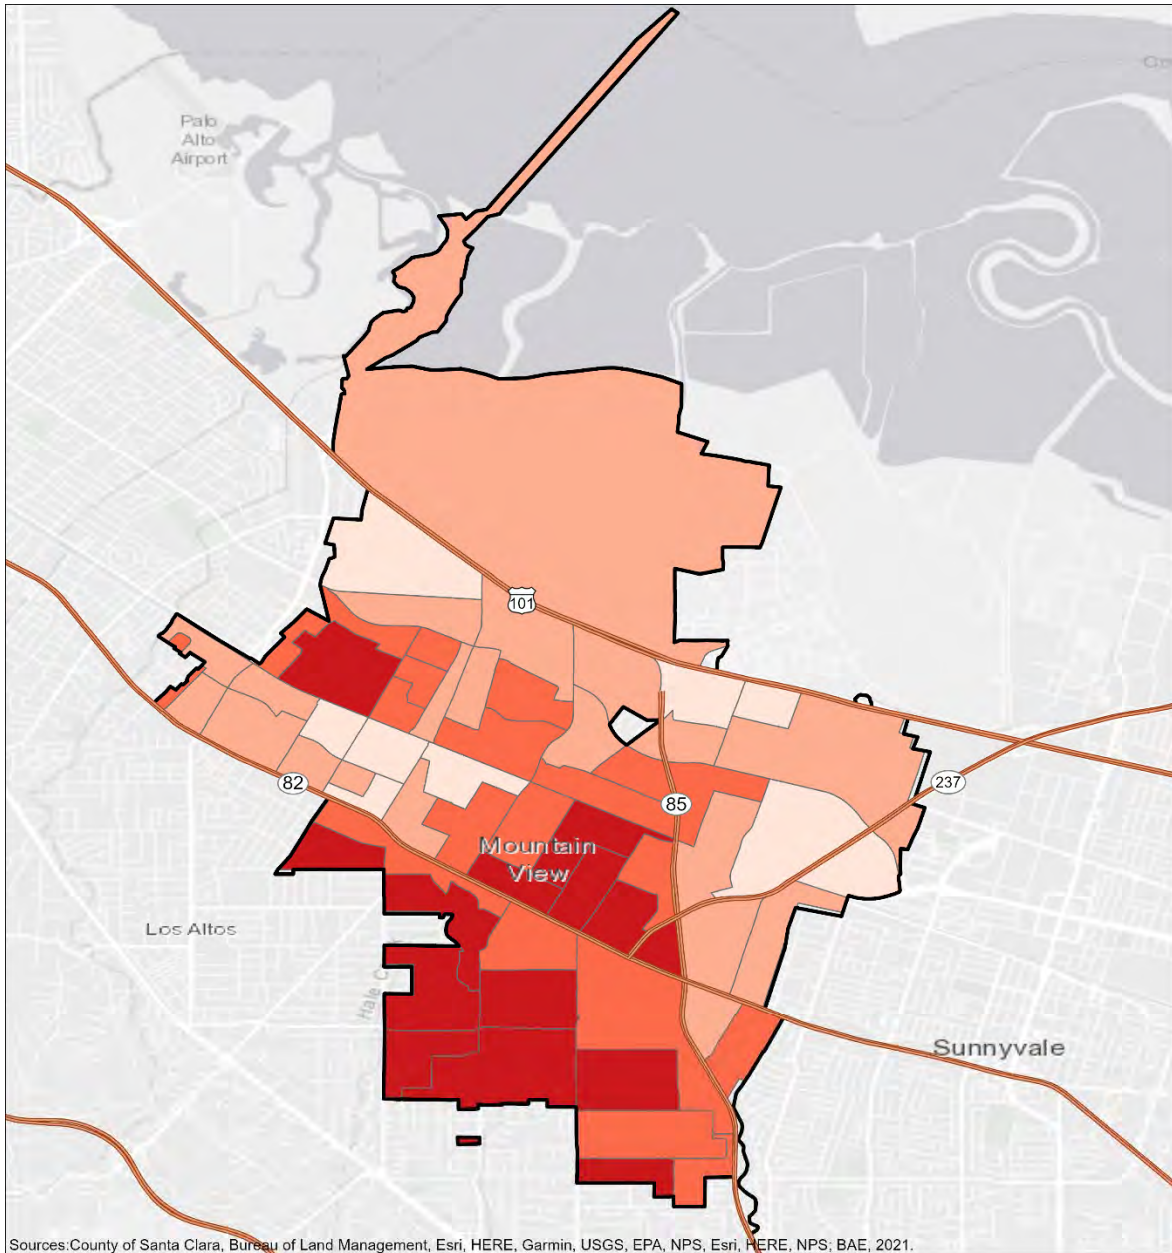 Palo
Alto
Airport
101
82
85
237
Mountain
View
Los Altos
Sunnyvale
Sources:County of Santa Clara, Bureau of Land Management, Esri, HERE, Garmin, USGS, EPA, NPS, Esri, HERE, NPS; BAE, 2021.